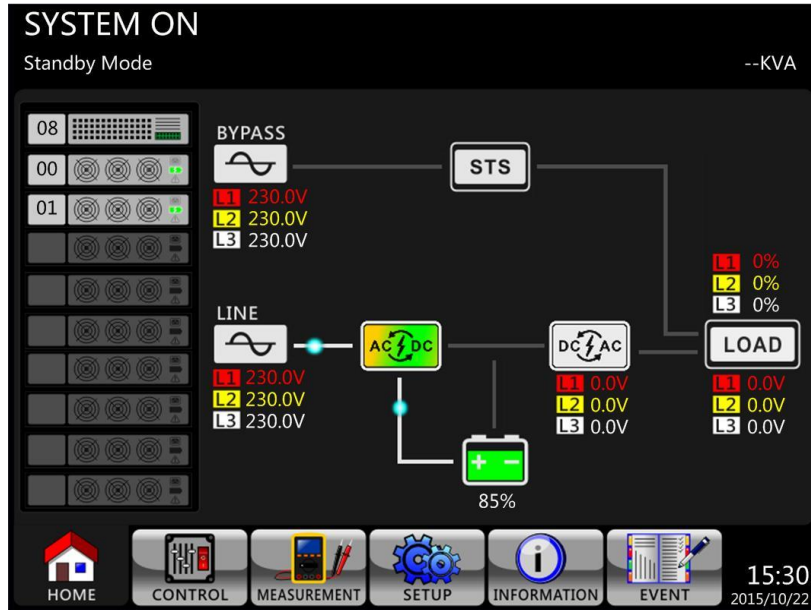 SYSTEM ON
Standby Mode
--KVA
08
00
01
BYPASS
L1 230.0V
L2 230.0V
L3 230.0V
STS
LINE
L1 230.0V
L2 230.0V
L3 230.0V
AC DC
DC AC
L1 0.0V
L2 0.0V
L3 0.0V
L1 0%
L2 0%
L3 0%
LOAD
L1 0.0V
L2 0.0V
L3 0.0V
+ −
85%
HOME
CONTROL
MEASUREMENT
SETUP
INFORMATION
EVENT
15:30
2015/10/22